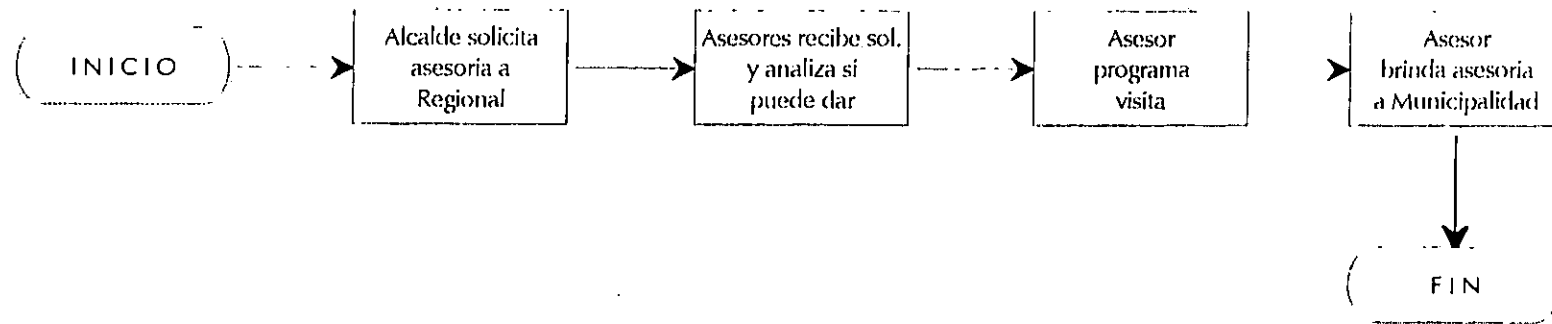 INICIO
Alcalde solicita
asesoria a
Regional
Asesores recibe sol.
y analiza si
puede dar
Asesor
programa
visita
Asesor
brinda asesoria
a Municipalidad
FIN